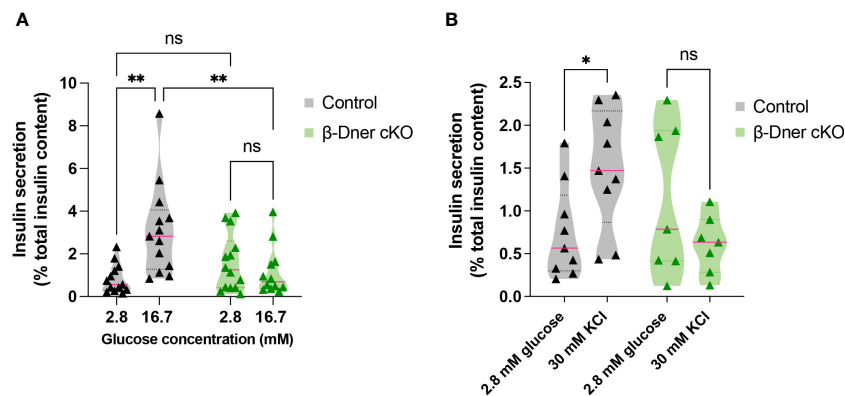 A
ns
**
**
ns
10
8
6
4
2
0
Insulin secretion
(% total insulin content)
2.8
16.7
2.8
16.7
Glucose concentration (mM)
Control
β-Dner cKO
B
*
ns
2.5
2.0
1.5
1.0
0.5
0.0
Insulin secretion
(% total insulin content)
2.8 mM glucose
30 mM KCl
2.8 mM glucose
30 mM KCl
Control
β-Dner cKO